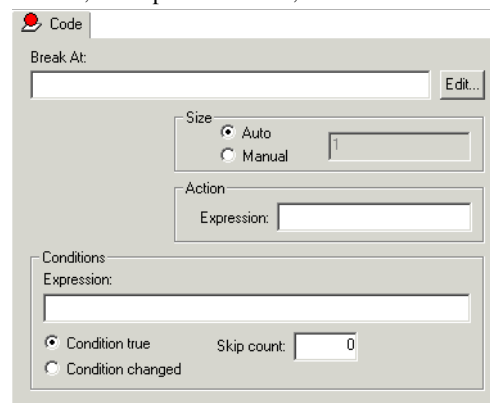 Code
Break At:
Edit...
Size
Auto
Manual
1
Action
Expression:
Conditions
Expression:
Condition true
Skip count: 0
Condition changed